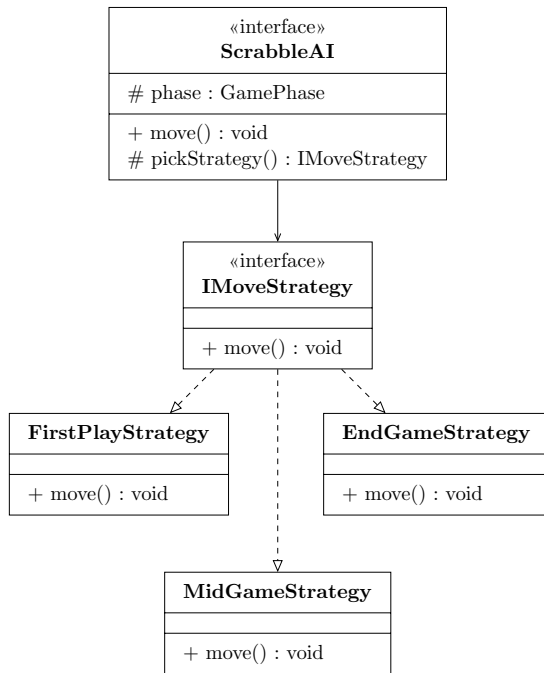 «interface»
ScrabbleAI
# phase : GamePhase
+ move() : void
# pickStrategy() : IMoveStrategy
«interface»
IMoveStrategy
+ move() : void
FirstPlayStrategy
+ move() : void
EndGameStrategy
+ move() : void
MidGameStrategy
+ move() : void